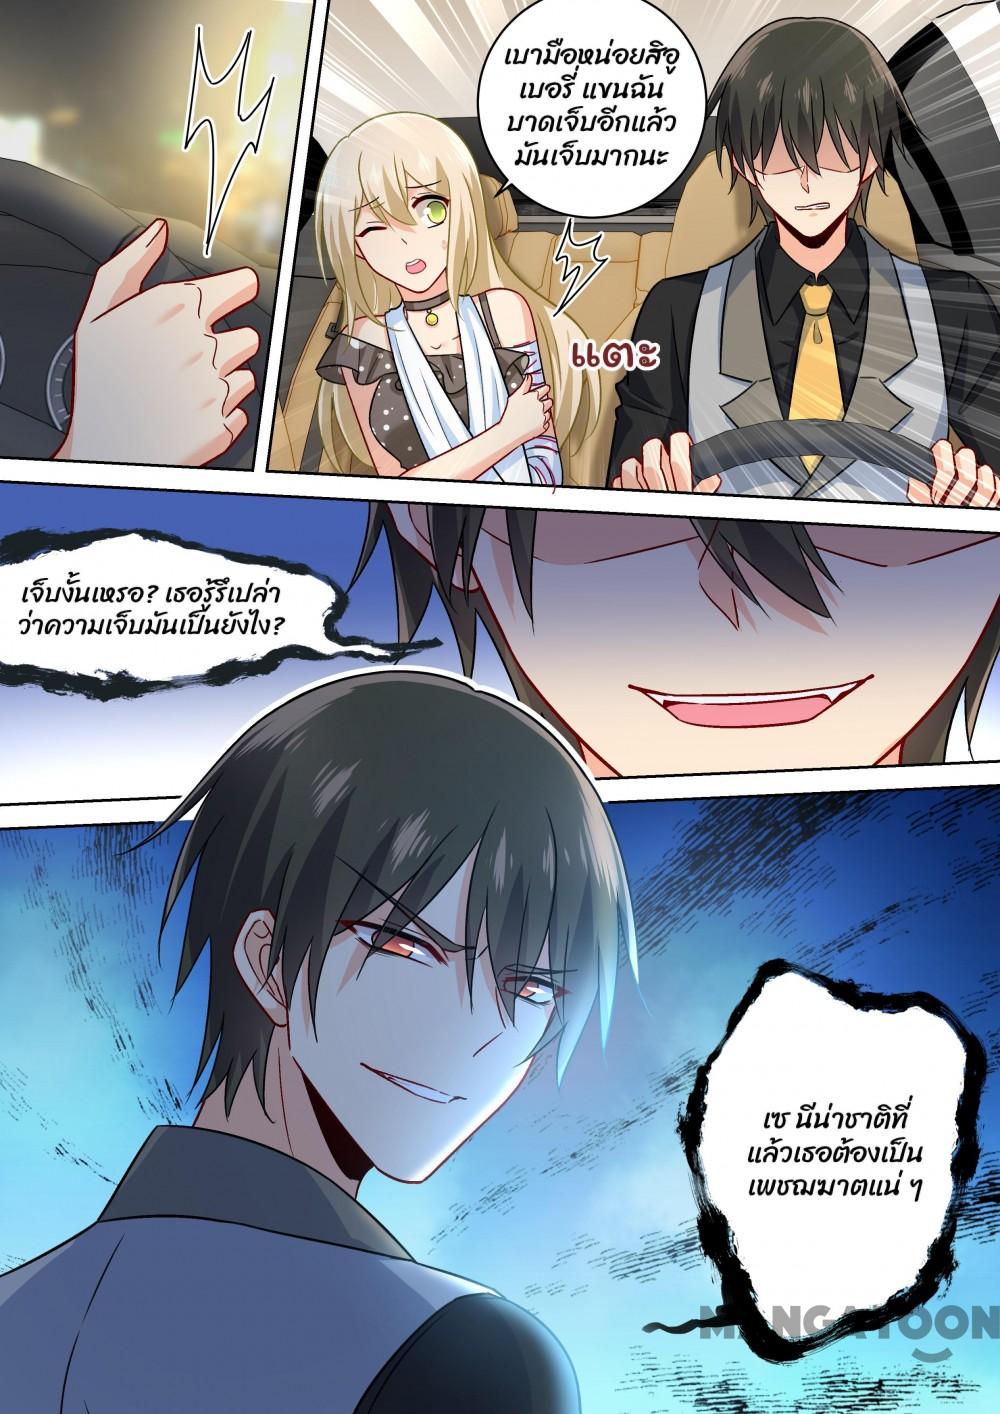 เบามือหน่อยสิอู
เบอรี่ แขนฉัน
บาดเจ็บอีกแล้ว
มันเจ็บมากนะ
แตะ
เจ็บงั้นเหรอ? เธอรู้รึเปล่า
ว่าความเจ็บมันเป็นยังไง?
เซ นีน่าชาติที่
แล้วเธอต้องเป็น
เพชฌฆาตแน่ ๆ
MANGATOON